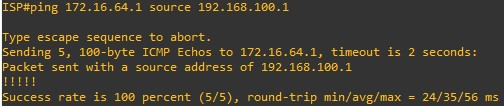 ISP#ping 172.16.64.1 source 192.168.100.1
Type escape sequence to abort.
Sending 5, 100-byte ICMP Echos to 172.16.64.1, timeout is 2 seconds:
Packet sent with a source address of 192.168.100.1
!!!!!
Success rate is 100 percent (5/5), round-trip min/avg/max = 24/35/56 ms